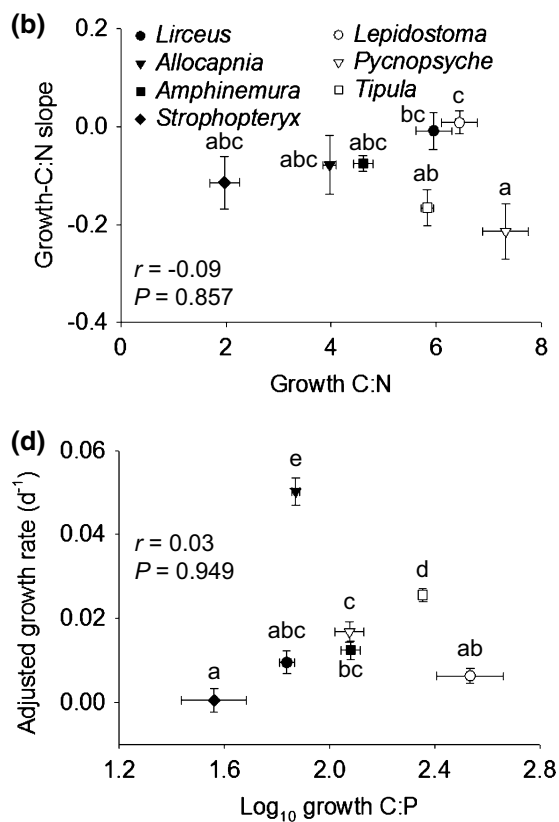 (b)
Lirceus
Lepidostoma
Allocapnia
Pycnopsyche
Amphinemura
Tipula
Strophopteryx
Growth-C:N slope
0.2
0.0
-0.2
-0.4
abc
abc
abc
bc
c
ab
a
r = -0.09
P = 0.857
0 2 4 6 8
Growth C:N
(d)
Adjusted growth rate (d⁻¹)
0.06
0.04
0.02
0.00
e
r = 0.03
P = 0.949
d
abc
c
bc
ab
a
1.2 1.6 2.0 2.4 2.8
Log₁₀ growth C:P